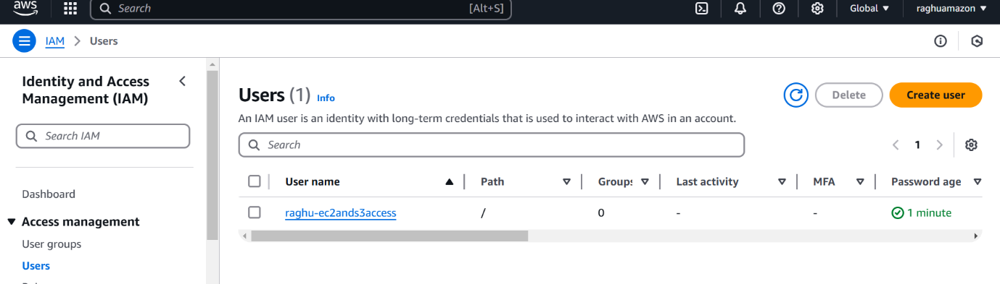 aws
Search [Alt+S] Global raghuamazon
IAM Users
Identity and Access
Management (IAM)
Search IAM
Dashboard
Access management
User groups
Users
Users (1) Info
Delete Create user
An IAM user is an identity with long-term credentials that is used to interact with AWS in an account.
Search
1
User name Path Groups Last activity MFA Password age
raghu-ec2ands3access / 0 - - 1 minute